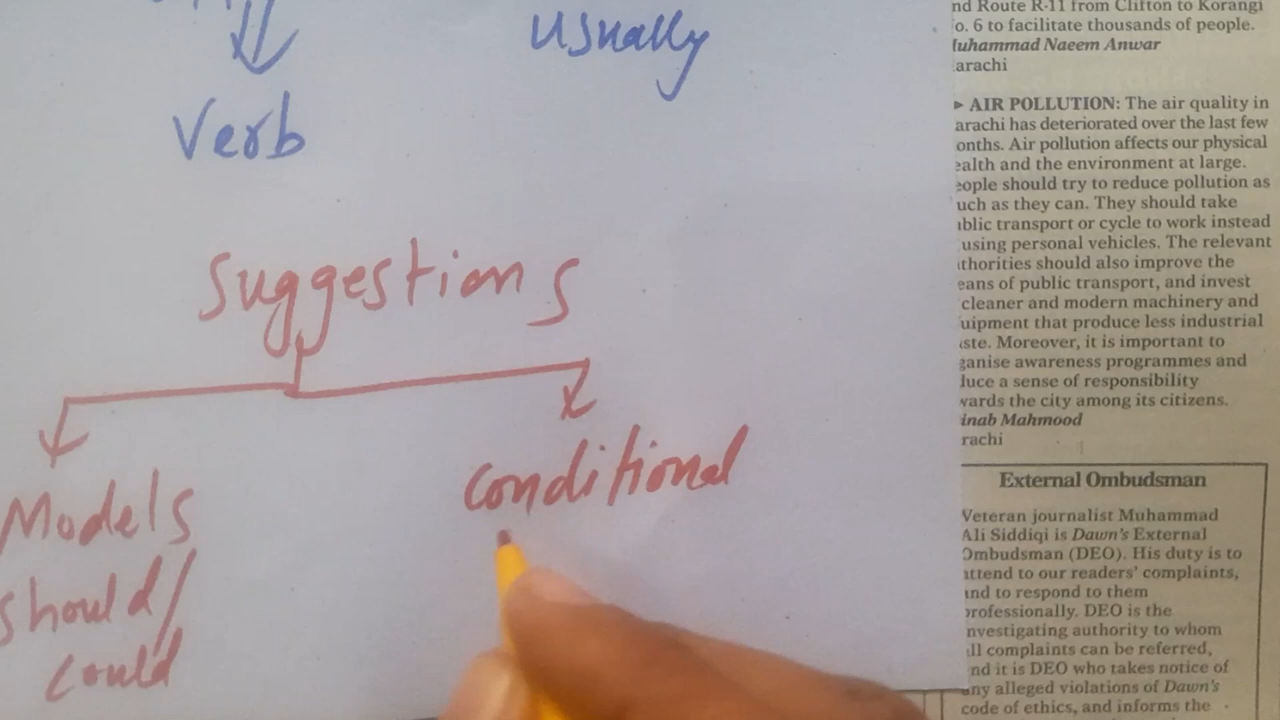 usually
Verb
suggestions
Models
should/
could
conditional
nd Route R-11 from Clifton to Korangi
o. 6 to facilitate thousands of people.
uhammad Naeem Anwar
arachi
► AIR POLLUTION: The air quality in
arachi has deteriorated over the last few
onths. Air pollution affects our physical
ealth and the environment at large.
eople should try to reduce pollution as
uch as they can. They should take
ublic transport or cycle to work instead
using personal vehicles. The relevant
thorities should also improve the
eans of public transport, and invest
cleaner and modern machinery and
uipment that produce less industrial
ste. Moreover, it is important to
ganise awareness programmes and
duce a sense of responsibility
wards the city among its citizens.
inab Mahmood
rachi
External Ombudsman
Veteran journalist Muhammad
Ali Siddiqi is Dawn's External
Ombudsman (DEO). His duty is to
attend to our readers' complaints,
and to respond to them
professionally. DEO is the
investigating authority to whom
all complaints can be referred,
and it is DEO who takes notice of
any alleged violations of Dawn's
code of ethics, and informs the